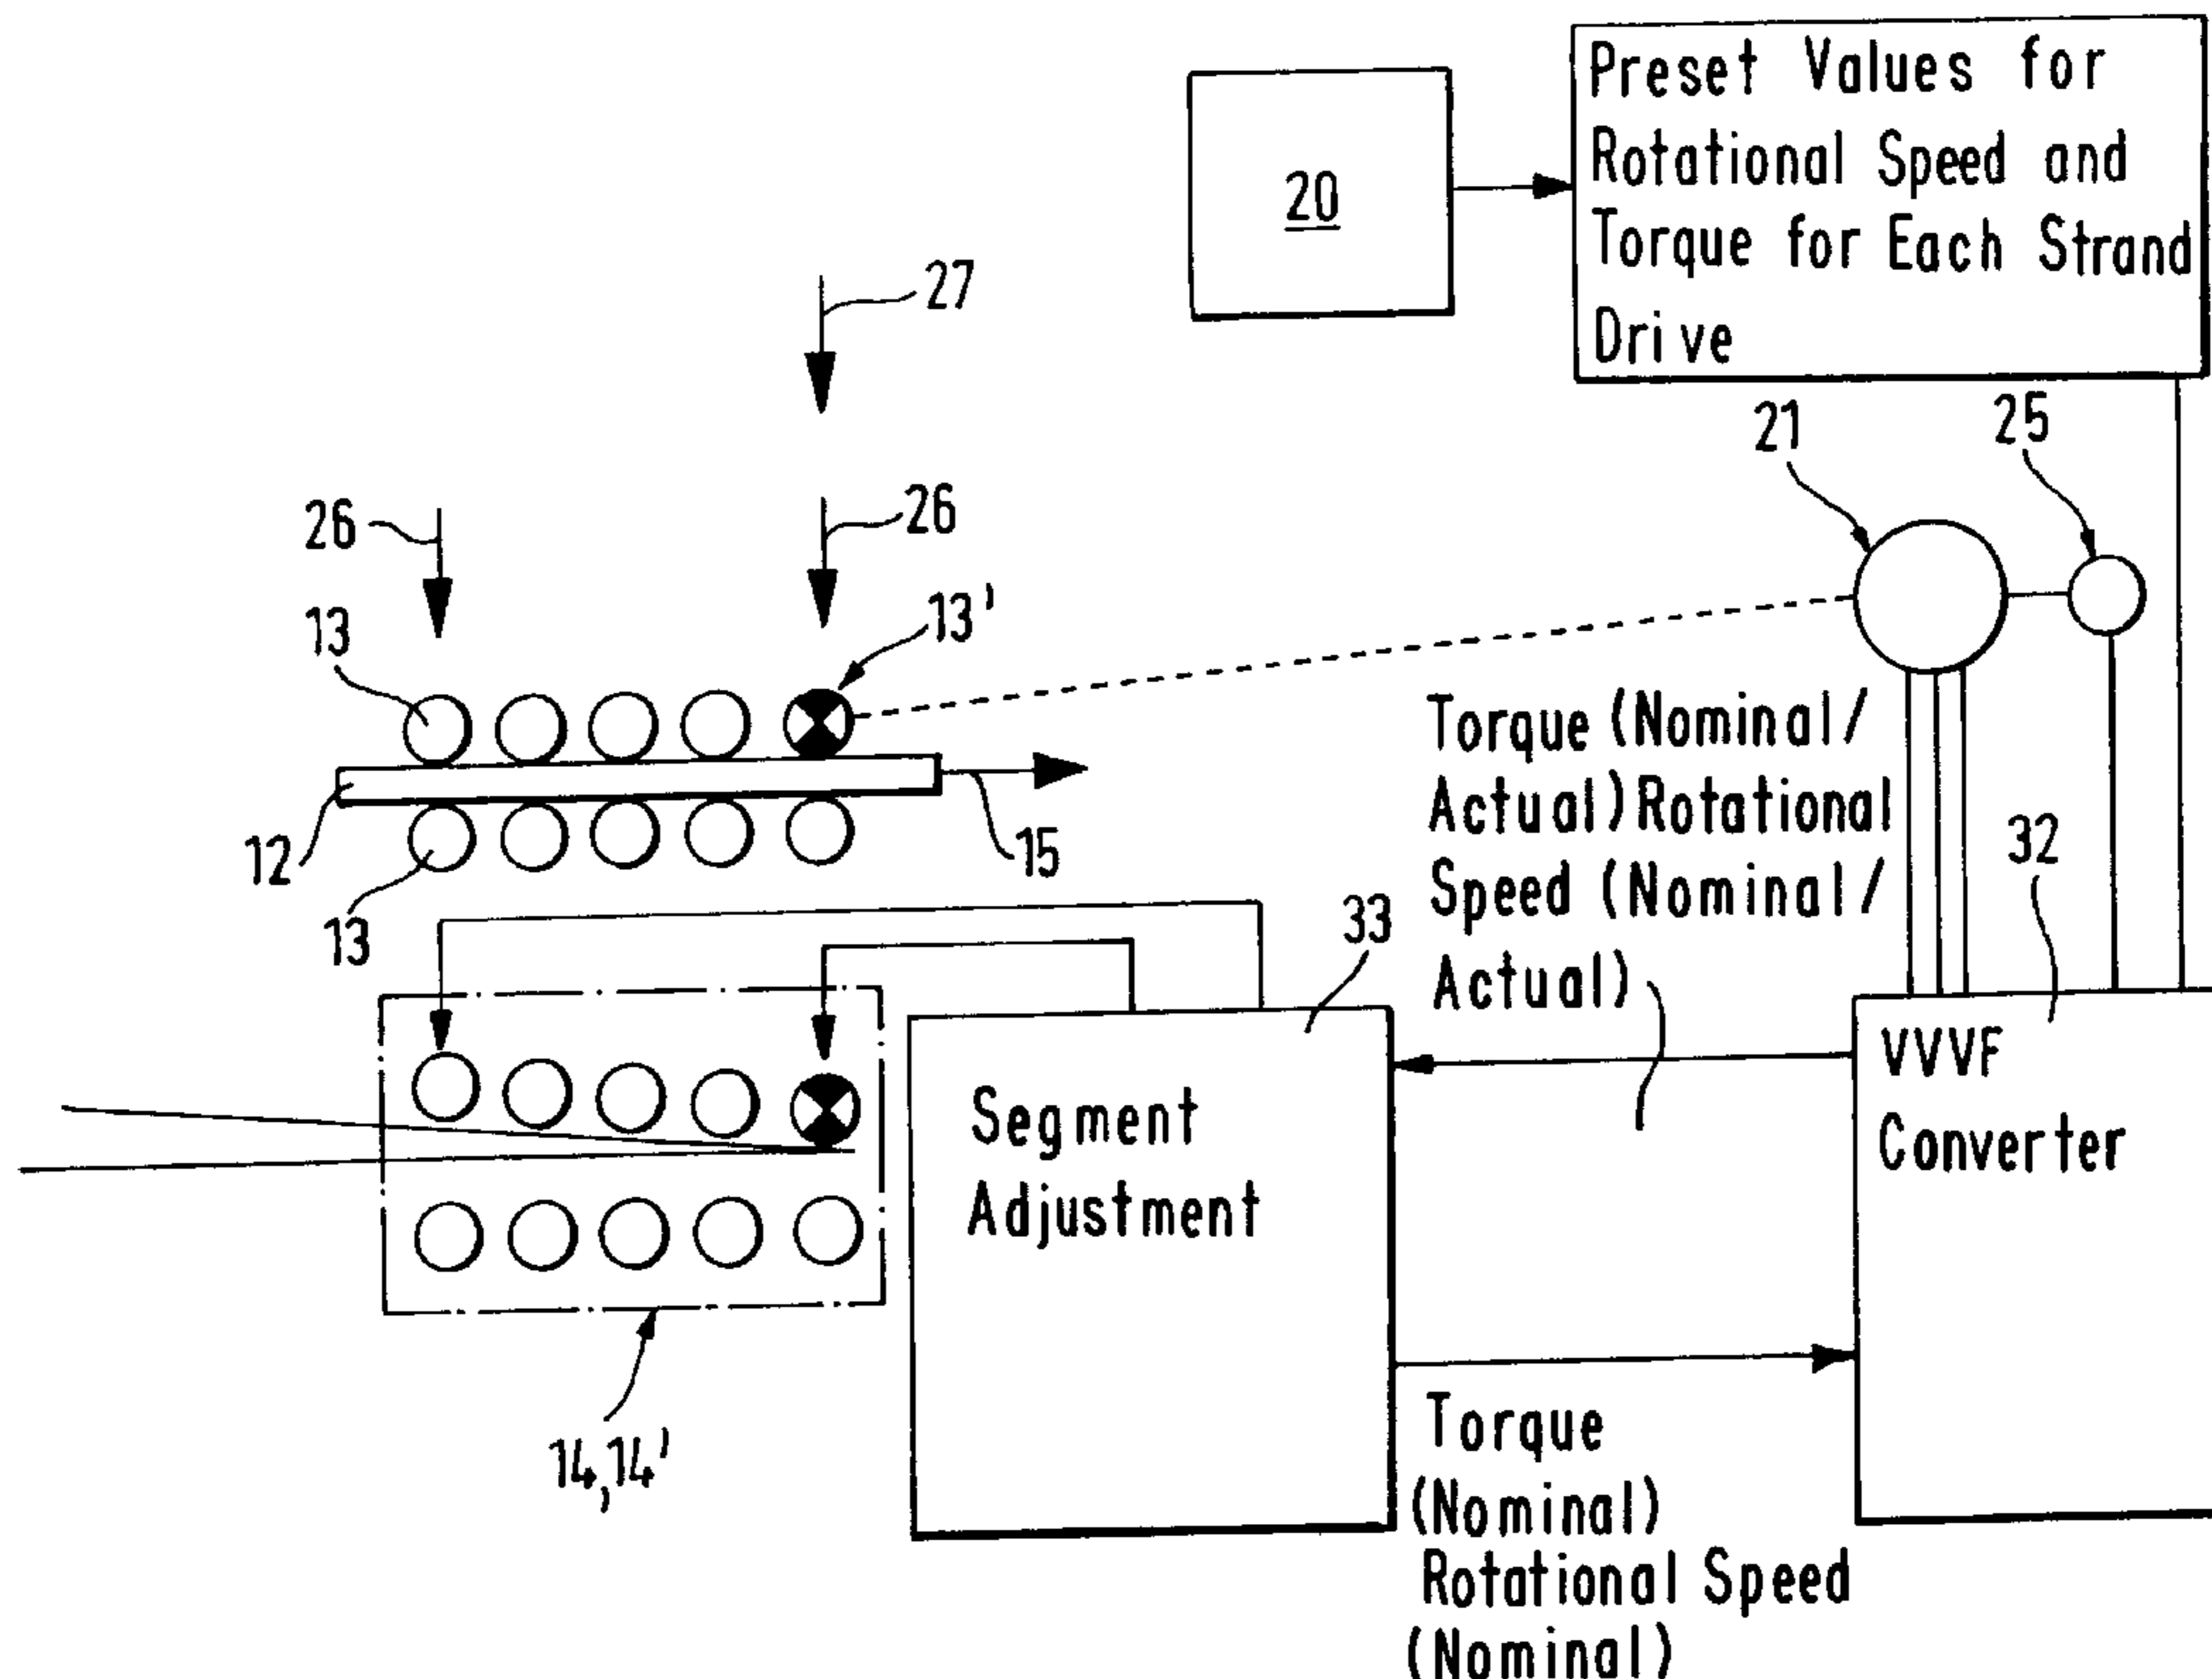 Preset Values for
Rotational Speed and
Torque for Each Strand
Drive
20
27
21
25
26
26
13
13'
Torque (Nominal/
Actual) Rotational
Speed (Nominal/
Actual)
12
15
32
13
33
VVVF
Converter
Segment
Adjustment
14,14'
Torque
(Nominal)
Rotational Speed
(Nominal)